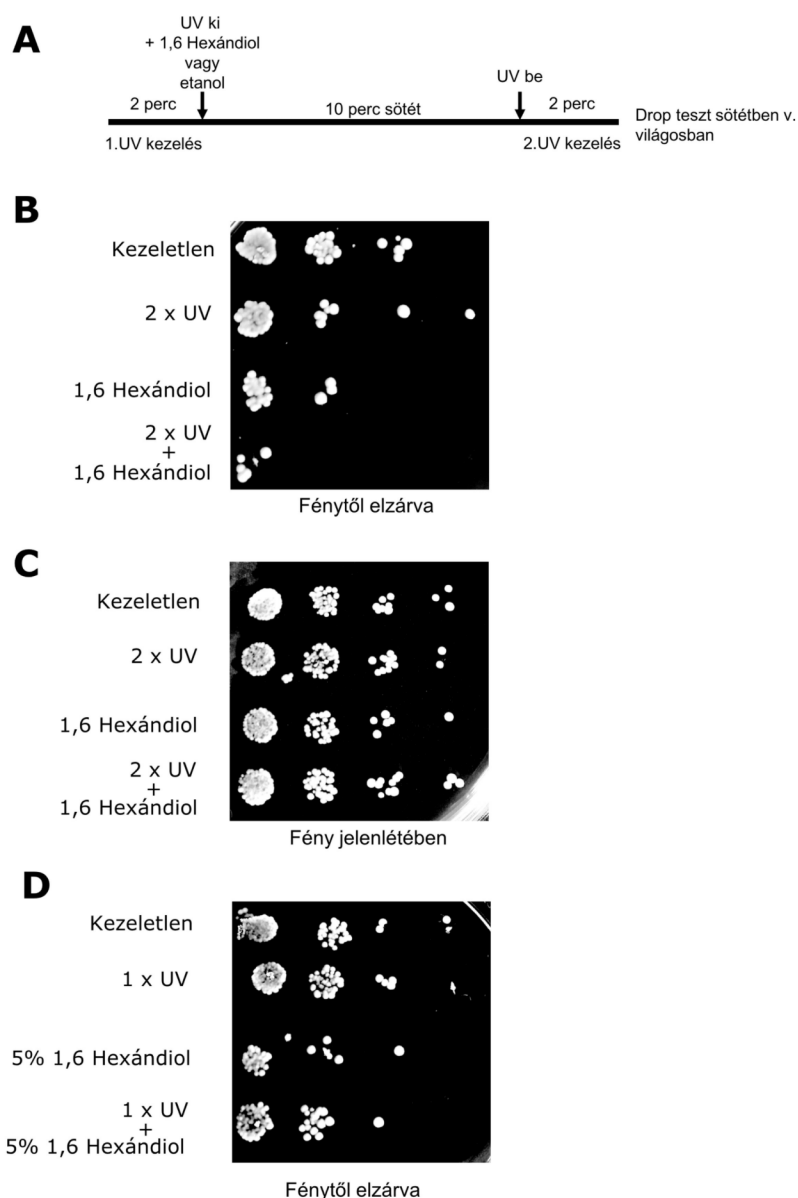 A
UV ki
+ 1,6 Hexándiol
vagy
etanol
UV be
2 perc
10 perc sötét
2 perc
1.UV kezelés
2.UV kezelés
Drop teszt sötétben v.
világosban
B
Kezeletlen
2 x UV
1,6 Hexándiol
2 x UV
+
1,6 Hexándiol
Fénytől elzárva
C
Kezeletlen
2 x UV
1,6 Hexándiol
2 x UV
+
1,6 Hexándiol
Fény jelenlétében
D
Kezeletlen
1 x UV
5% 1,6 Hexándiol
1 x UV
+
5% 1,6 Hexándiol
Fénytől elzárva